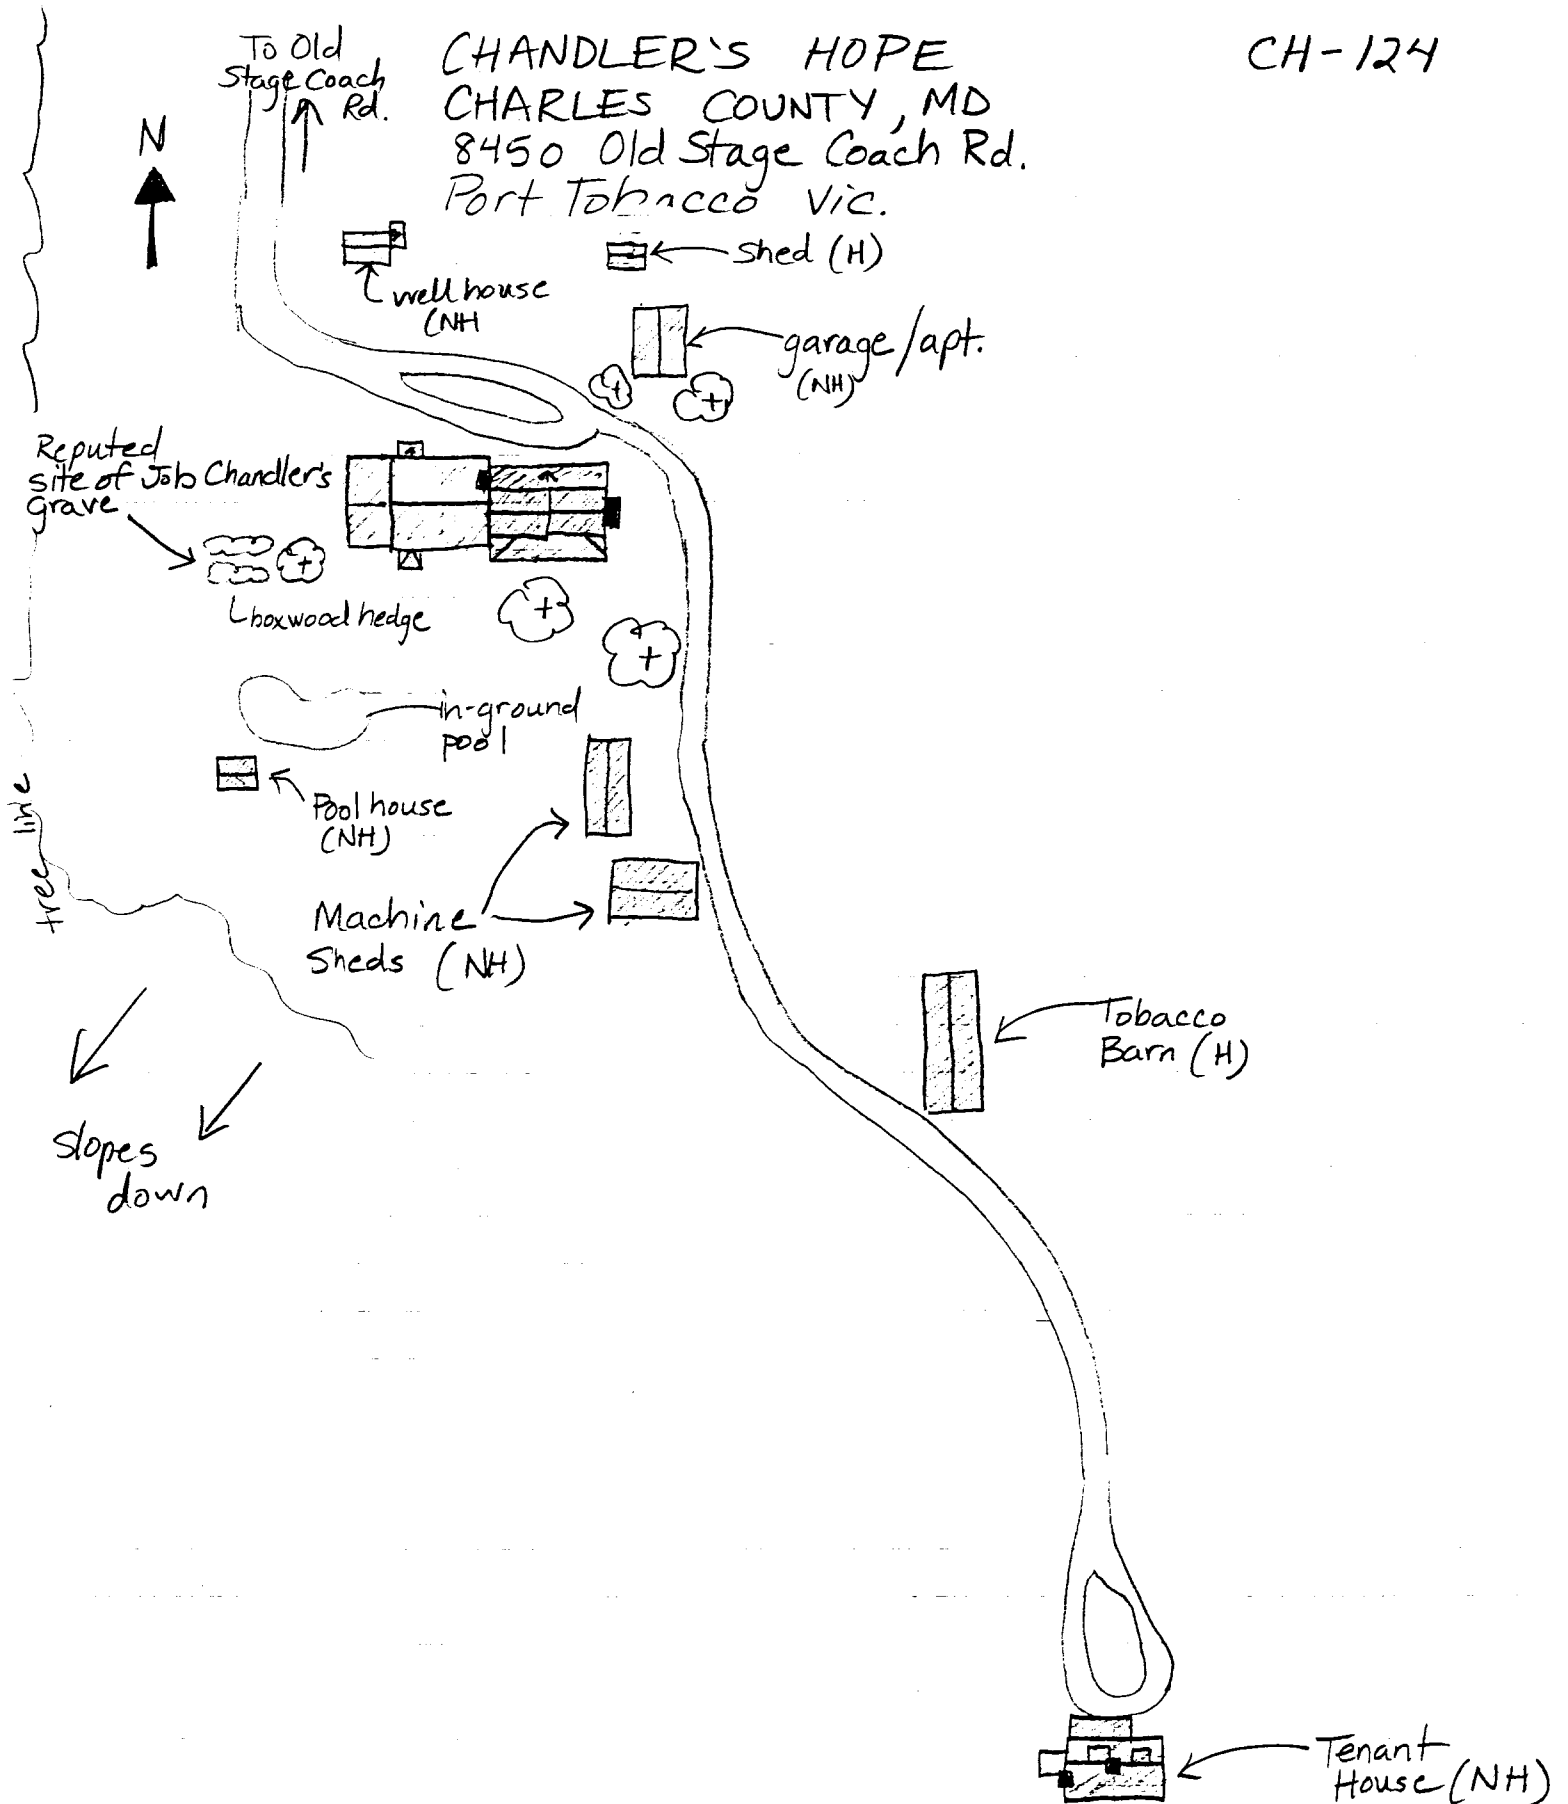 To Old
Stage Coach
Rd.
CHANDLER'S HOPE
CHARLES COUNTY, MD
8450 Old Stage Coach Rd.
Port Tobacco Vic.
CH-124
N
Shed (H)
well house
(NH
garage/apt.
(NH)
Reputed
site of Job Chandler's
grave
boxwood hedge
in-ground
pool
Pool house
(NH)
tree line
Machine
Sheds (NH)
Tobacco
Barn (H)
Slopes
down
Tenant
House (NH)